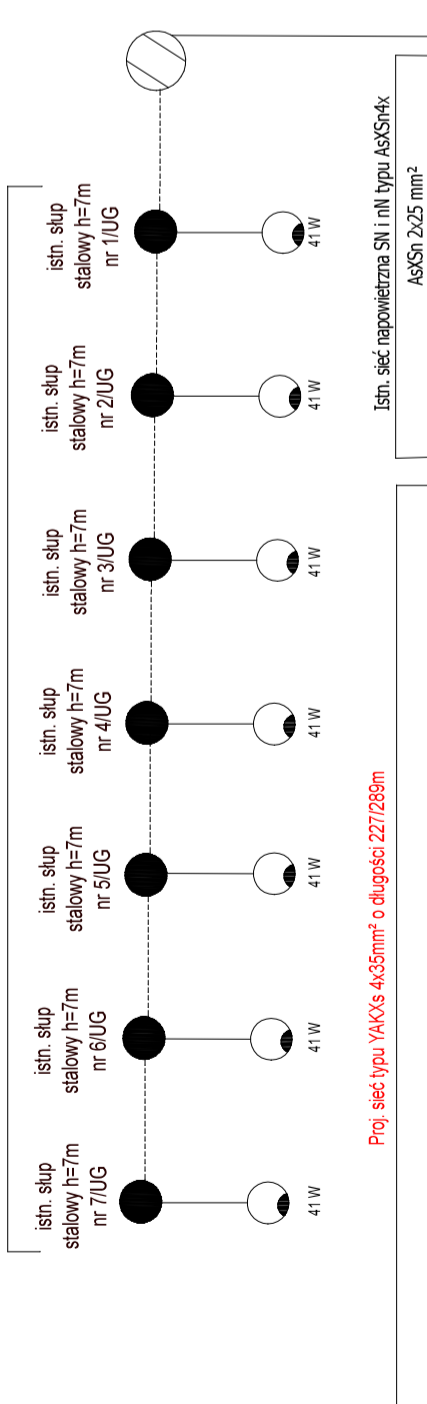 istn. słup
stalowy h=7m
nr 7/UG
41 W
istn. słup
stalowy h=7m
nr 6/UG
41 W
istn. słup
stalowy h=7m
nr 5/UG
41 W
istn. słup
stalowy h=7m
nr 4/UG
41 W
istn. słup
stalowy h=7m
nr 3/UG
41 W
istn. słup
stalowy h=7m
nr 2/UG
41 W
istn. słup
stalowy h=7m
nr 1/UG
41 W
Proj. sieć typu YAKXs 4x35mm² o długości 227/289m
Istn. sieć napowietrzna SN i nN typu AsXSn4x
AsXSn 2x25 mm²